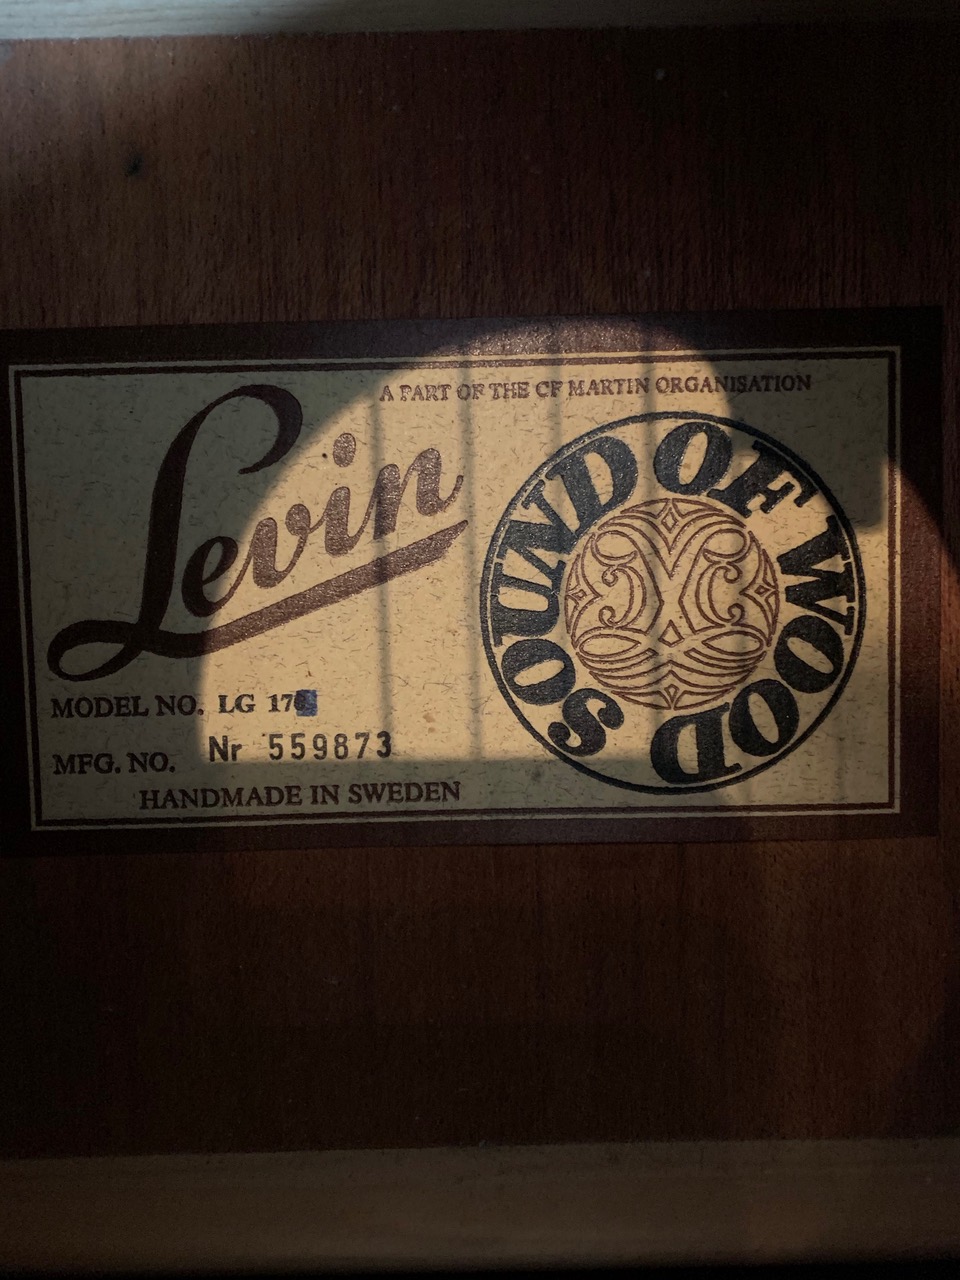 A PART OF THE CF MARTIN ORGANISATION
Levin
SOUND OF WOOD
MODEL NO. LG 17
MFG. NO. Nr 559873
HANDMADE IN SWEDEN